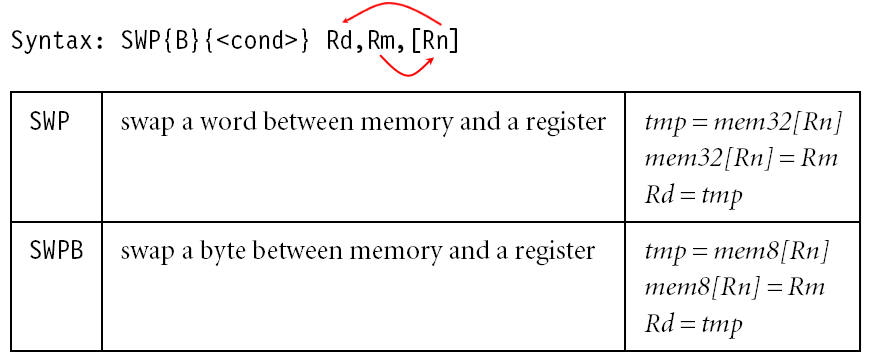 Syntax: SWP{B}{<cond>} Rd,Rm,[Rn]
SWP swap a word between memory and a register tmp = mem32[Rn]
mem32[Rn] = Rm
Rd = tmp
SWPB swap a byte between memory and a register tmp = mem8[Rn]
mem8[Rn] = Rm
Rd = tmp